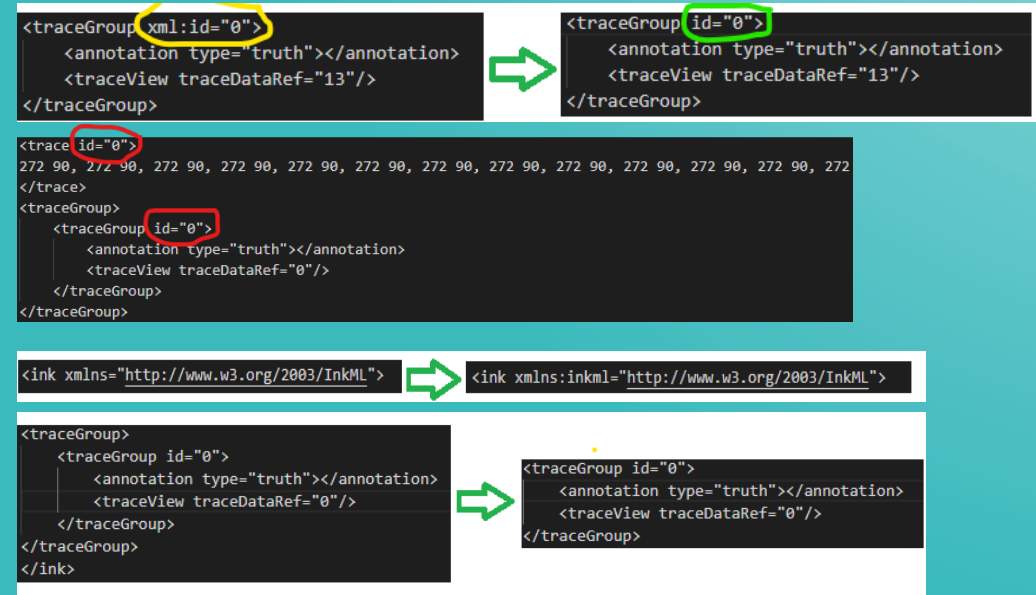 <traceGroup xml:id="0">
<annotation type="truth"></annotation>
<traceView traceDataRef="13"/>
</traceGroup>
<traceGroup id="0">
<annotation type="truth"></annotation>
<traceView traceDataRef="13"/>
</traceGroup>
<trace id="0">
272 90, 272 90, 272 90, 272 90, 272 90, 272 90, 272 90, 272 90, 272 90, 272 90, 272 90, 272 90, 272
</trace>
<traceGroup>
<traceGroup id="0">
<annotation type="truth"></annotation>
<traceView traceDataRef="0"/>
</traceGroup>
</traceGroup>
<ink xmlns="http://www.w3.org/2003/InkML">
<ink xmlns:inkml="http://www.w3.org/2003/InkML">
<traceGroup>
<traceGroup id="0">
<annotation type="truth"></annotation>
<traceView traceDataRef="0"/>
</traceGroup>
</traceGroup>
</ink>
<traceGroup id="0">
<annotation type="truth"></annotation>
<traceView traceDataRef="0"/>
</traceGroup>